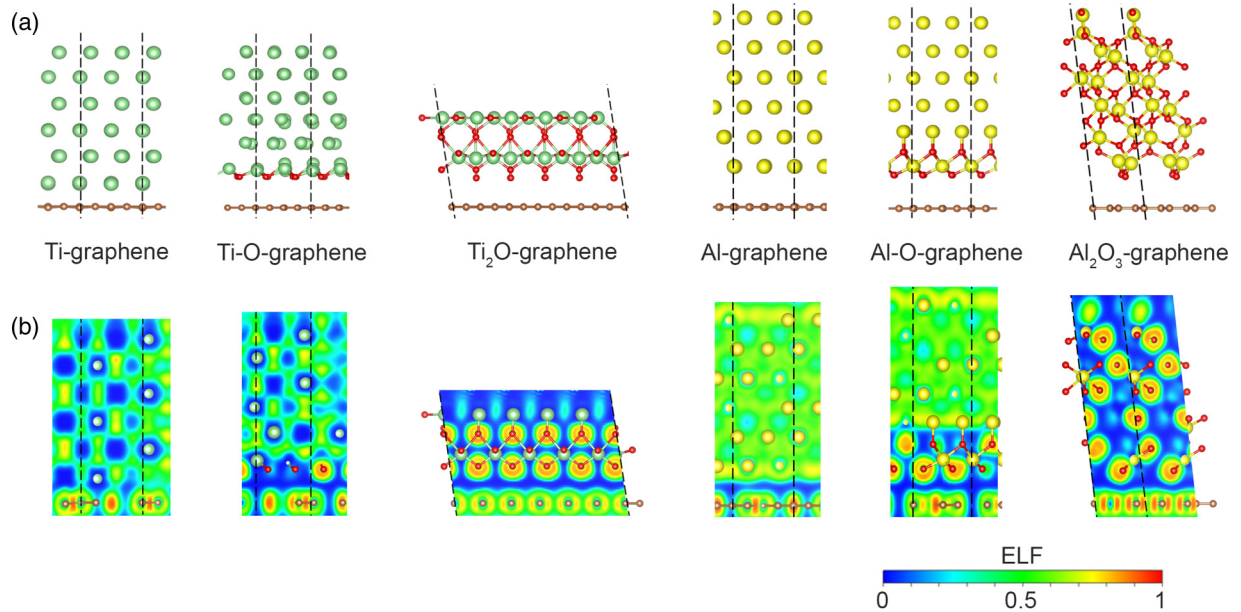 (a)
Ti-graphene Ti-O-graphene Ti₂O-graphene Al-graphene Al-O-graphene Al₂O₃-graphene
(b)
ELF
0 0.5 1